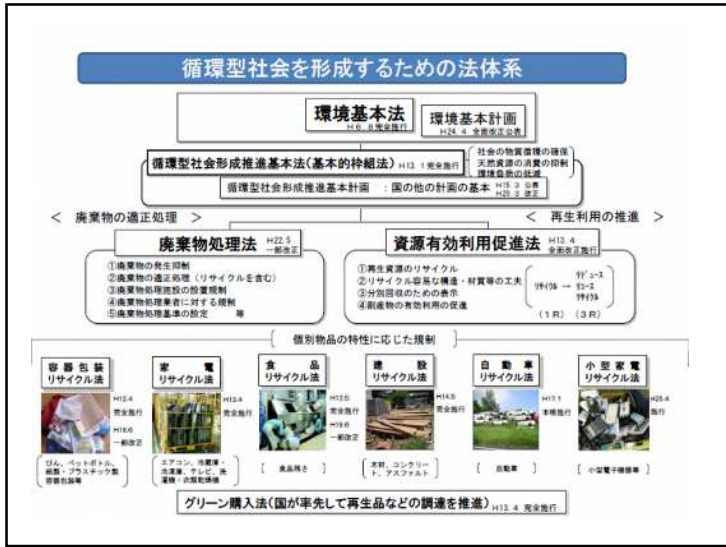 循環型社会を形成するための法体系
環境基本法
H6.8完全施行
環境基本計画
H24.4 全面改正公表
循環型社会形成推進基本法(基本的枠組法) H13.1完全施行
社会の物質循環の確保
天然資源の消費の抑制
環境負荷の低減
循環型社会形成推進基本計画 :国の他の計画の基本
H15.3 公表
H20.3 改正
< 廃棄物の適正処理 >
< 再生利用の推進 >
廃棄物処理法
H22.5
一部改正
①廃棄物の発生抑制
②廃棄物の適正処理(リサイクルを含む)
③廃棄物処理施設の設置規制
④廃棄物処理業者に対する規制
⑤廃棄物処理基準の設定 等
資源有効利用促進法
H13.4
全面改正施行
①再生資源のリサイクル
②リサイクル容易な構造・材質等の工夫
③分別回収のための表示
④副産物の有効利用の促進
リデュース
リサイクル → リユース
リサイクル
(1R) (3R)
個別物品の特性に応じた規制
容器包装
リサイクル法
H12.4
完全施行
H18.6
一部改正
びん、ペットボトル、
紙製・プラスチック製
容器包装等
家電
リサイクル法
H13.4
完全施行
エアコン、冷蔵庫・
冷凍庫、テレビ、洗
濯機・衣類乾燥機
食品
リサイクル法
H13.5
完全施行
H19.6
一部改正
食品残さ
建設
リサイクル法
H14.5
完全施行
木材、コンクリー
ト、アスファルト
自動車
リサイクル法
H17.1
本格施行
自動車
小型家電
リサイクル法
H25.4
施行
小型電子機器等
グリーン購入法(国が率先して再生品などの調達を推進) H13.4 完全施行